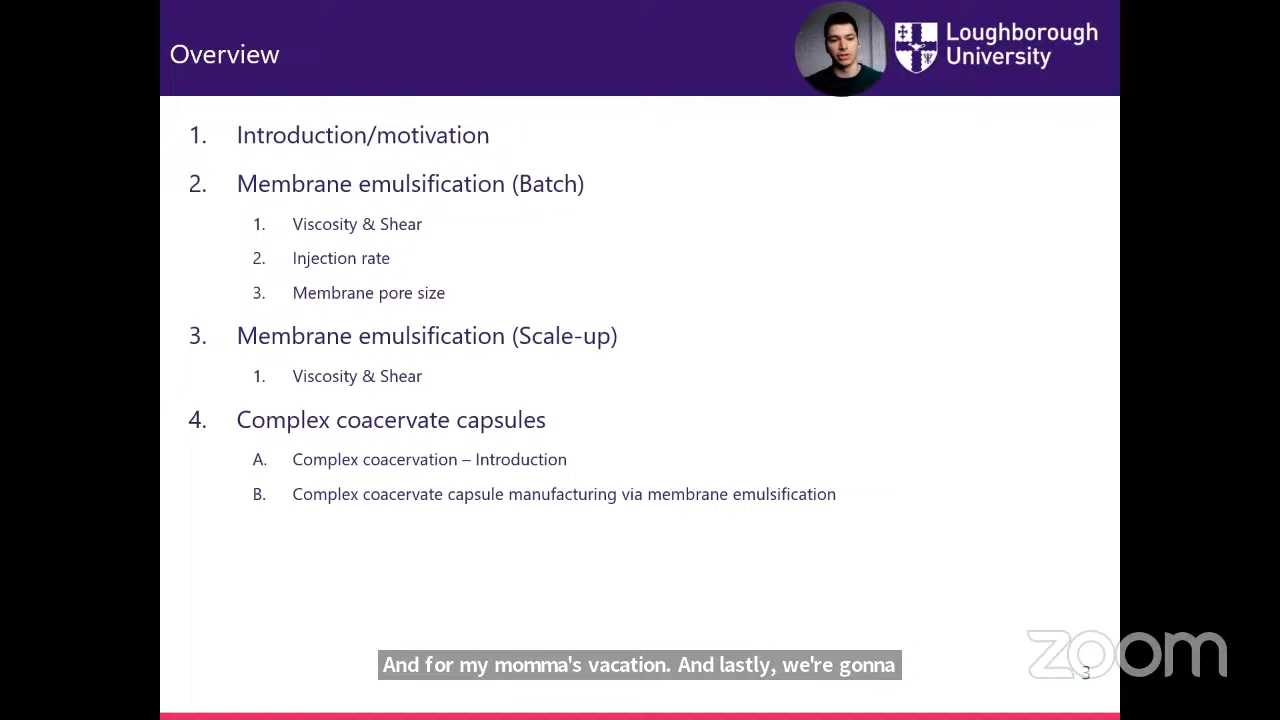 Overview
Loughborough
University
1. Introduction/motivation
2. Membrane emulsification (Batch)
1. Viscosity & Shear
2. Injection rate
3. Membrane pore size
3. Membrane emulsification (Scale-up)
1. Viscosity & Shear
4. Complex coacervate capsules
A. Complex coacervation – Introduction
B. Complex coacervate capsule manufacturing via membrane emulsification
And for my momma's vacation. And lastly, we're gonna
zoom
3